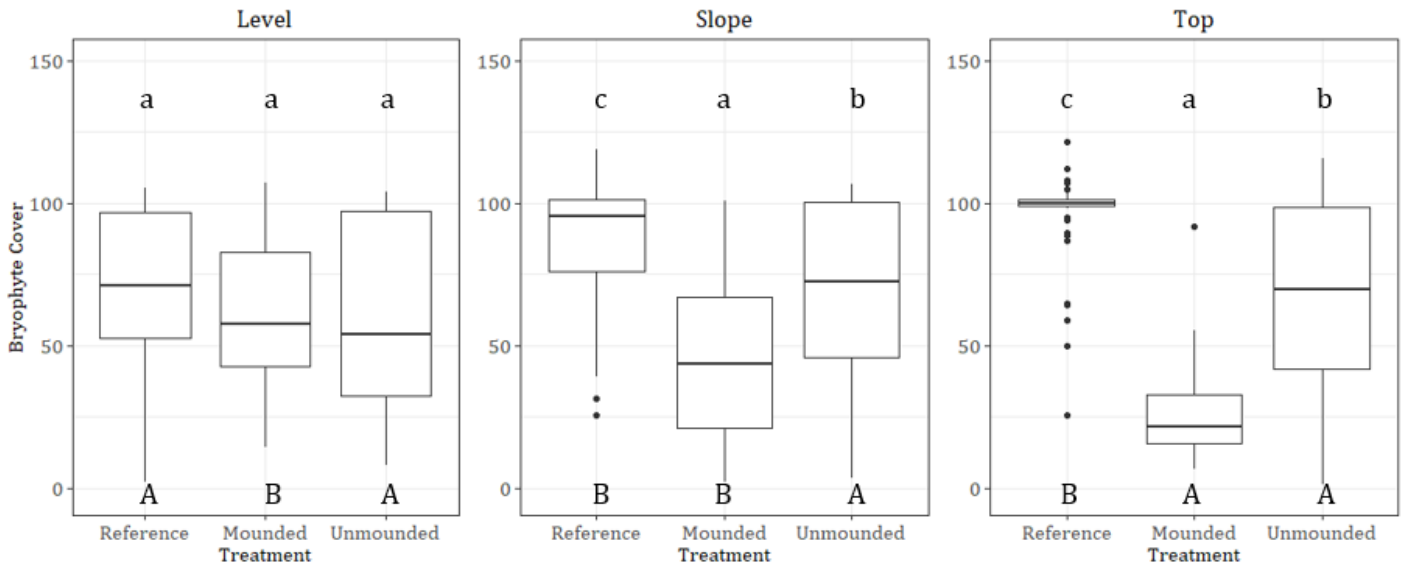 Level
Slope
Top
Bryophyte Cover
150
100
50
0
a a a
A B A
Reference Mounded Unmounded
Treatment
150
100
50
0
c a b
B B A
Reference Mounded Unmounded
Treatment
150
100
50
0
c a b
B A A
Reference Mounded Unmounded
Treatment